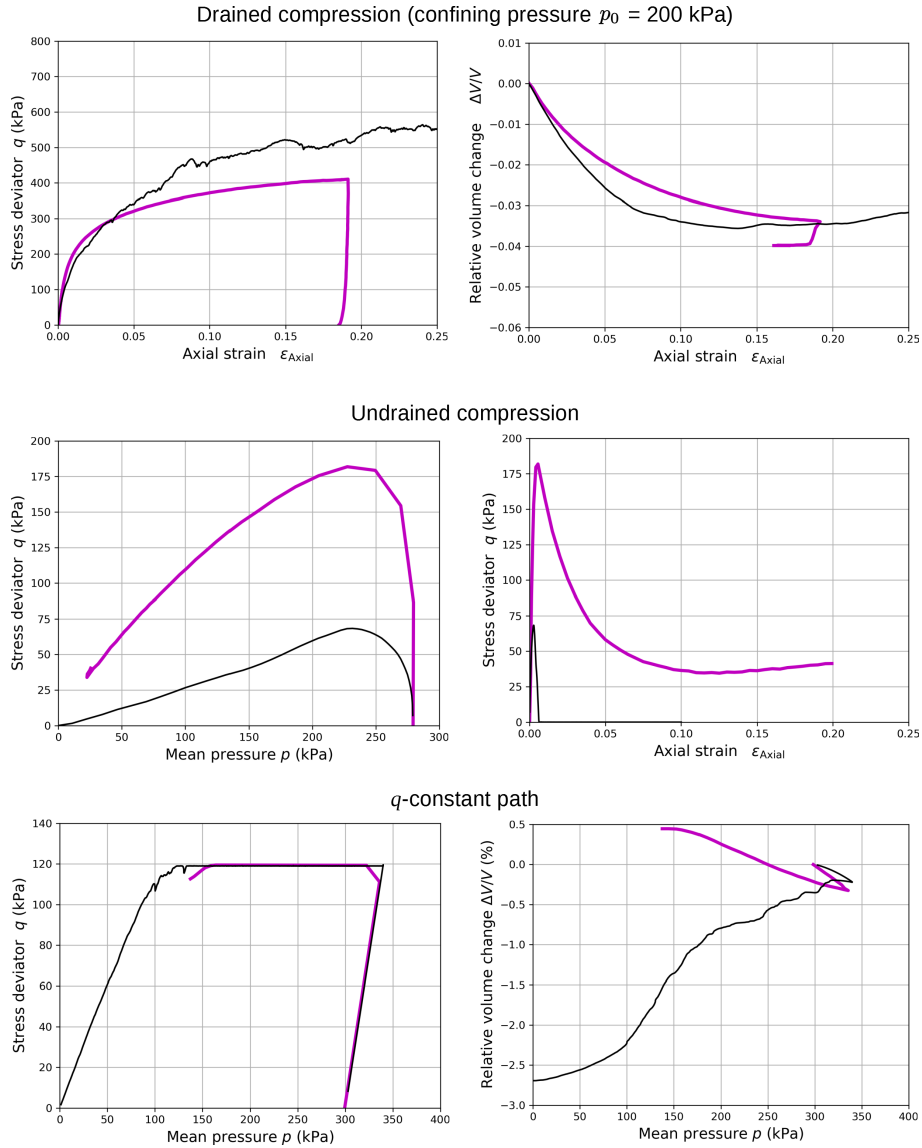 Drained compression (confining pressure p₀ = 200 kPa)
800
700
600
500
400
300
200
100
0
Stress deviator q (kPa)
0.00 0.05 0.10 0.15 0.20 0.25
Axial strain ε_Axial
0.01
0.00
−0.01
−0.02
−0.03
−0.04
−0.05
−0.06
Relative volume change ΔV/V
0.00 0.05 0.10 0.15 0.20 0.25
Axial strain ε_Axial
Undrained compression
200
175
150
125
100
75
50
25
0
Stress deviator q (kPa)
0 50 100 150 200 250 300
Mean pressure p (kPa)
200
175
150
125
100
75
50
25
0
Stress deviator q (kPa)
0.00 0.05 0.10 0.15 0.20 0.25
Axial strain ε_Axial
q-constant path
140
120
100
80
60
40
20
0
Stress deviator q (kPa)
0 50 100 150 200 250 300 350 400
Mean pressure p (kPa)
0.5
0.0
−0.5
−1.0
−1.5
−2.0
−2.5
−3.0
Relative volume change ΔV/V (%)
0 50 100 150 200 250 300 350 400
Mean pressure p (kPa)